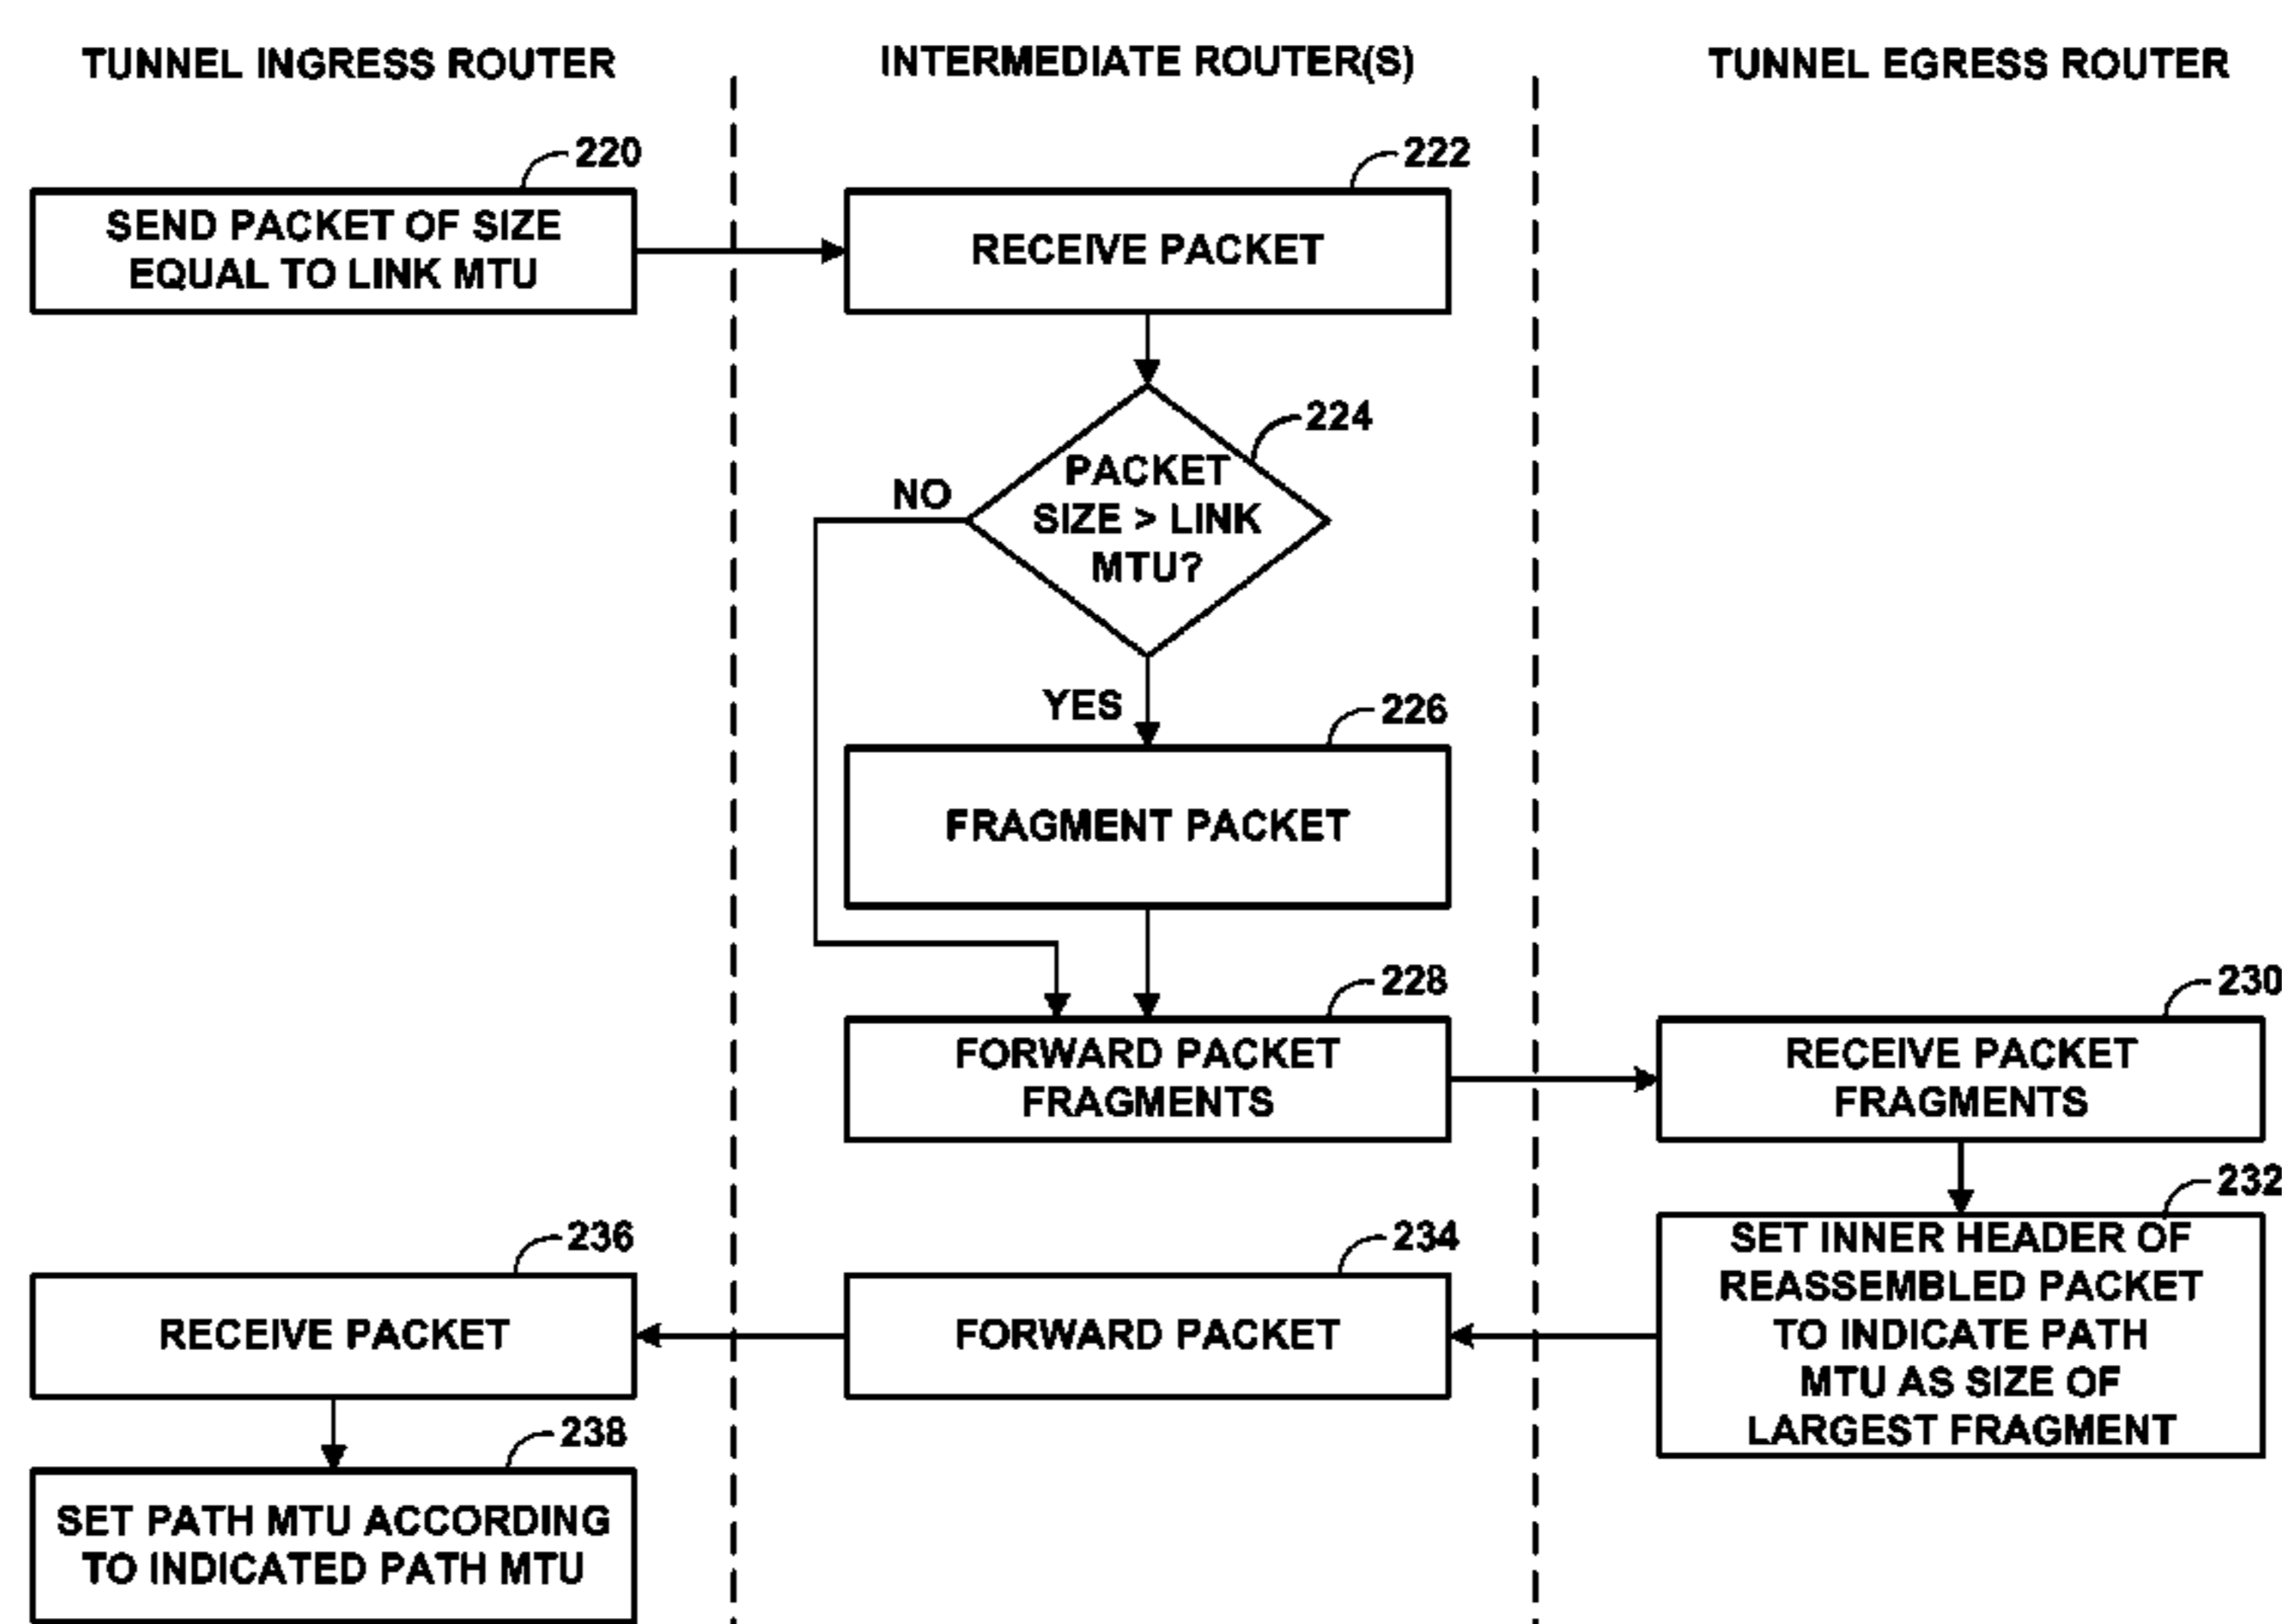 TUNNEL INGRESS ROUTER
INTERMEDIATE ROUTER(S)
TUNNEL EGRESS ROUTER
220
SEND PACKET OF SIZE
EQUAL TO LINK MTU
222
RECEIVE PACKET
224
PACKET
SIZE > LINK
MTU?
NO
YES
226
FRAGMENT PACKET
228
FORWARD PACKET
FRAGMENTS
230
RECEIVE PACKET
FRAGMENTS
232
SET INNER HEADER OF
REASSEMBLED PACKET
TO INDICATE PATH
MTU AS SIZE OF
LARGEST FRAGMENT
234
FORWARD PACKET
236
RECEIVE PACKET
238
SET PATH MTU ACCORDING
TO INDICATED PATH MTU